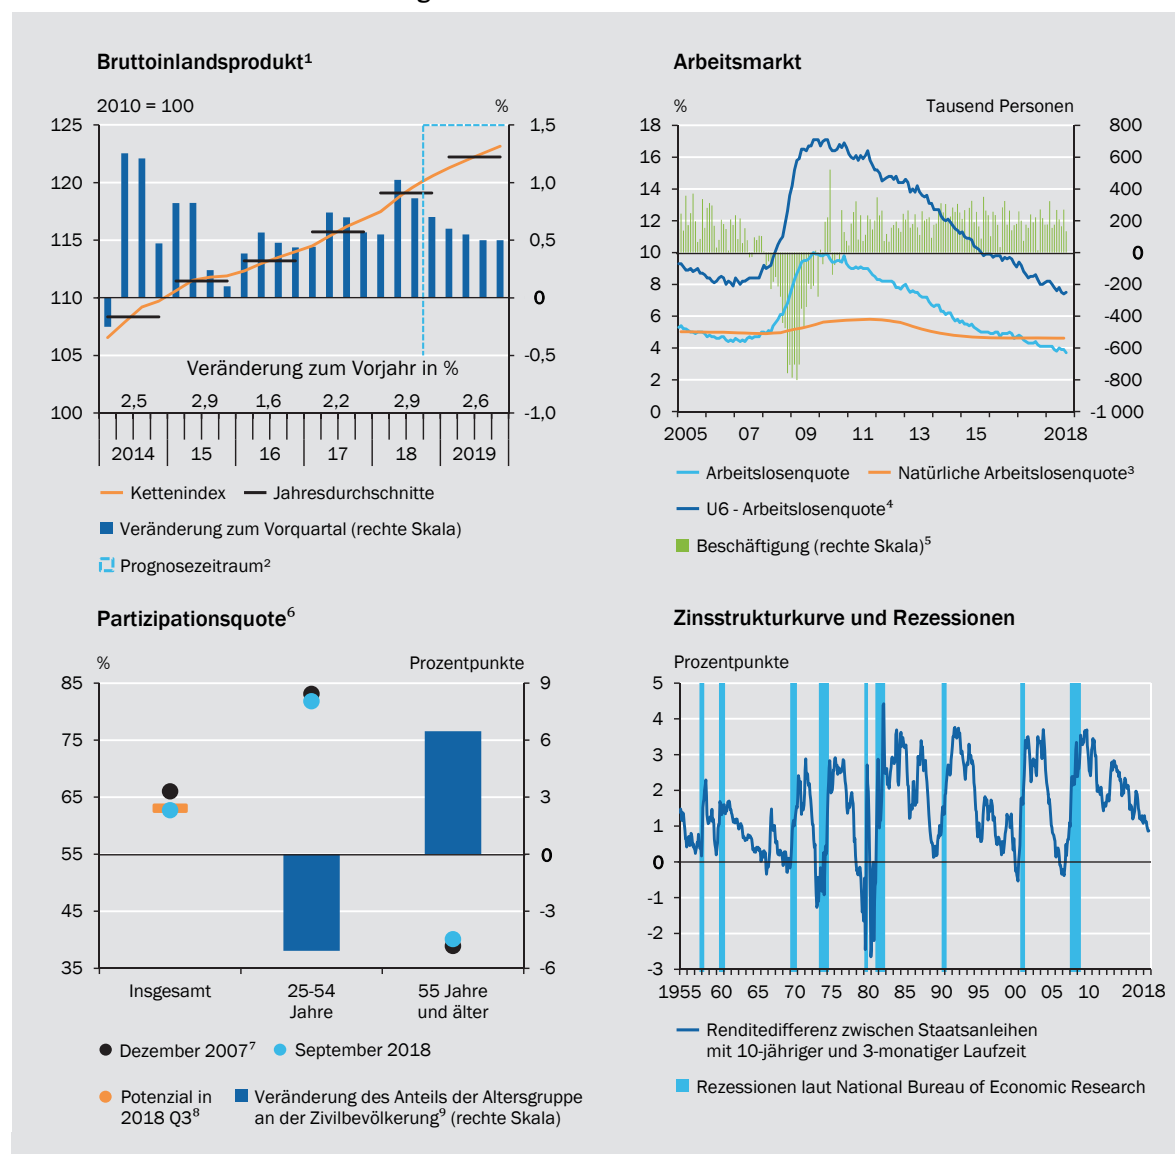 Bruttoinlandsprodukt¹
2010 = 100 %
125 1,5
120 1,0
115 0,5
110 0
105 -0,5
Veränderung zum Vorjahr in %
2,5 2,9 1,6 2,2 2,9 2,6
100 -1,0
2014 15 16 17 18 2019
Kettenindex Jahresdurchschnitte
Veränderung zum Vorquartal (rechte Skala)
Prognosezeitraum²
Arbeitsmarkt
% Tausend Personen
18 800
16 600
14 400
12 200
10 0
8 -200
6 -400
4 -600
2 -800
0 -1 000
2005 07 09 11 13 15 2018
Arbeitslosenquote Natürliche Arbeitslosenquote³
U6 - Arbeitslosenquote⁴
Beschäftigung (rechte Skala)⁵
Partizipationsquote⁶
% Prozentpunkte
85 9
75 6
65 3
55 0
45 -3
35 -6
Insgesamt 25-54 55 Jahre
Jahre und älter
Dezember 2007⁷ September 2018
Potenzial in Veränderung des Anteils der Altersgruppe
2018 Q3⁸ an der Zivilbevölkerung⁹ (rechte Skala)
Zinsstrukturkurve und Rezessionen
Prozentpunkte
5
4
3
2
1
0
-1
-2
-3
1955 60 65 70 75 80 85 90 95 00 05 10 2018
Renditedifferenz zwischen Staatsanleihen
mit 10-jähriger und 3-monatiger Laufzeit
Rezessionen laut National Bureau of Economic Research